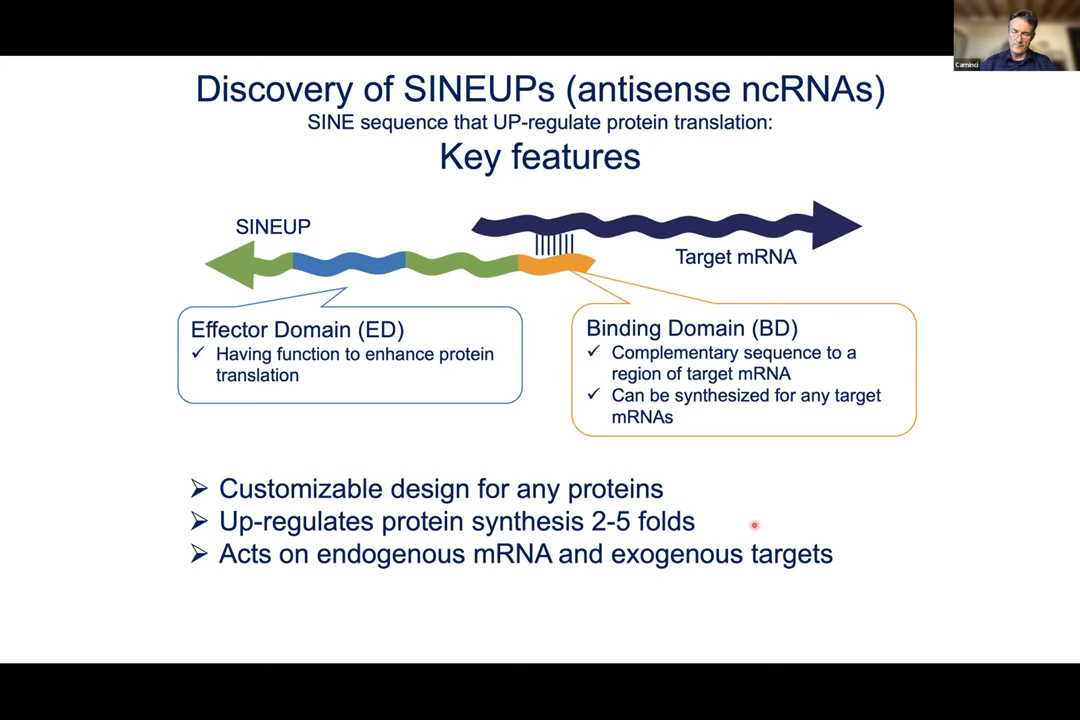 Carninci
Discovery of SINEUPs (antisense ncRNAs)
SINE sequence that UP-regulate protein translation:
Key features
SINEUP
Target mRNA
Effector Domain (ED)
✓ Having function to enhance protein
translation
Binding Domain (BD)
✓ Complementary sequence to a
region of target mRNA
✓ Can be synthesized for any target
mRNAs
➢ Customizable design for any proteins
➢ Up-regulates protein synthesis 2-5 folds
➢ Acts on endogenous mRNA and exogenous targets